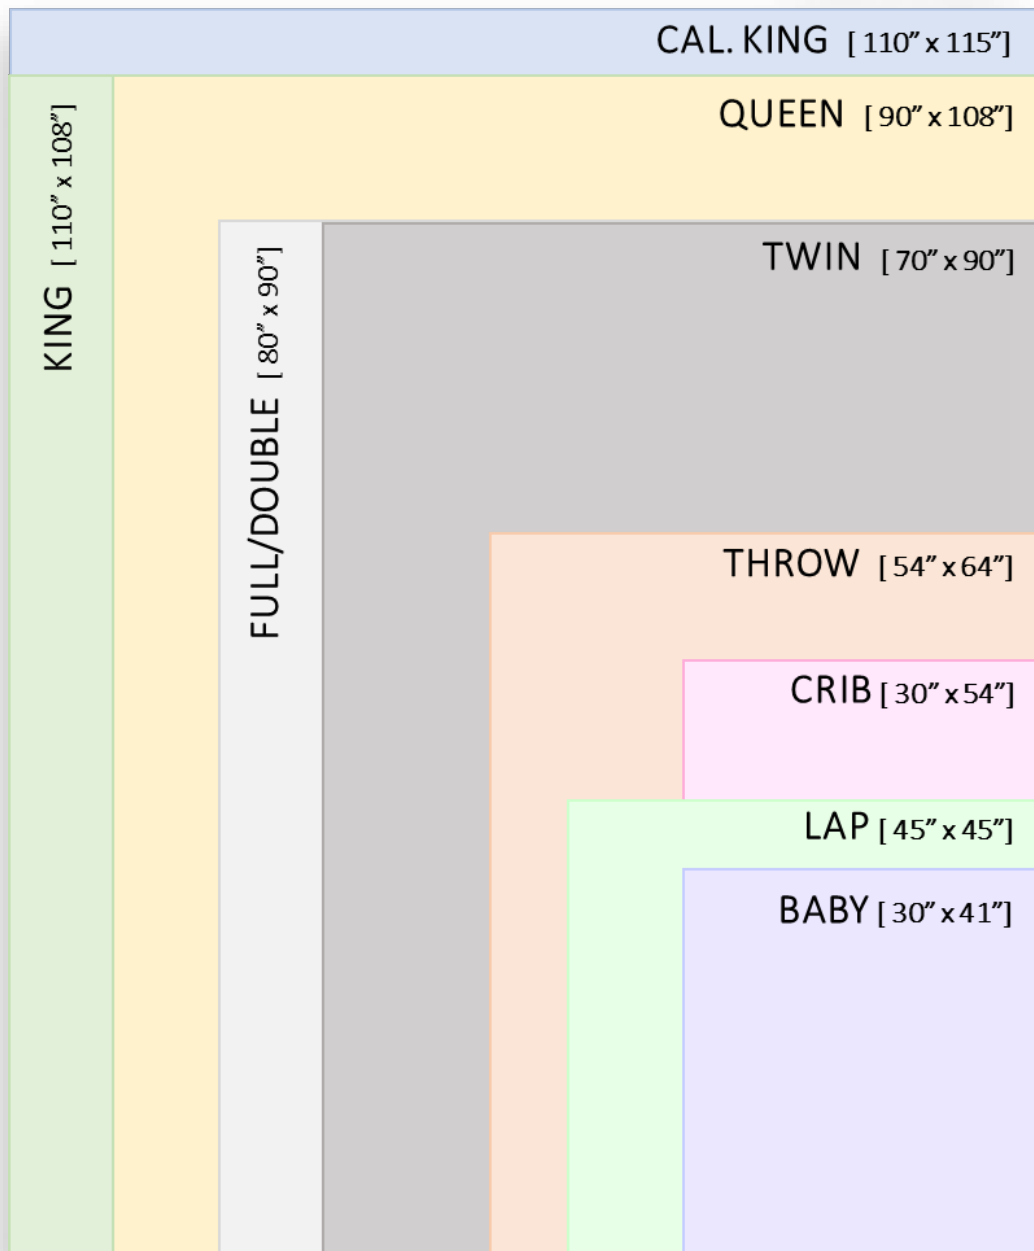 CAL. KING [ 110” x 115”]
KING [ 110” x 108”]
QUEEN [ 90” x 108”]
FULL/DOUBLE [ 80” x 90”]
TWIN [ 70” x 90”]
THROW [ 54” x 64”]
CRIB [ 30” x 54”]
LAP [ 45” x 45”]
BABY [ 30” x 41”]